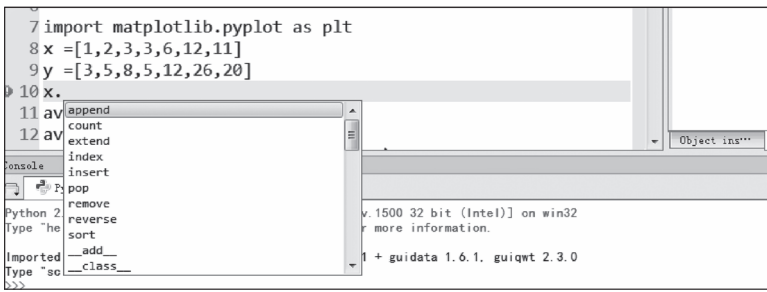 7 import matplotlib.pyplot as plt
8 x =[1,2,3,3,6,12,11]
9 y =[3,5,8,5,12,26,20]
10 x.
11 av
12 av
append
count
extend
index
insert
pop
remove
reverse
sort
__add__
__class__
Object ins…
Console
Py
Python 2. v.1500 32 bit (Intel)] on win32
Type "he r more information.
Imported 1 + guidata 1.6.1, guiqwt 2.3.0
Type "sc
>>>